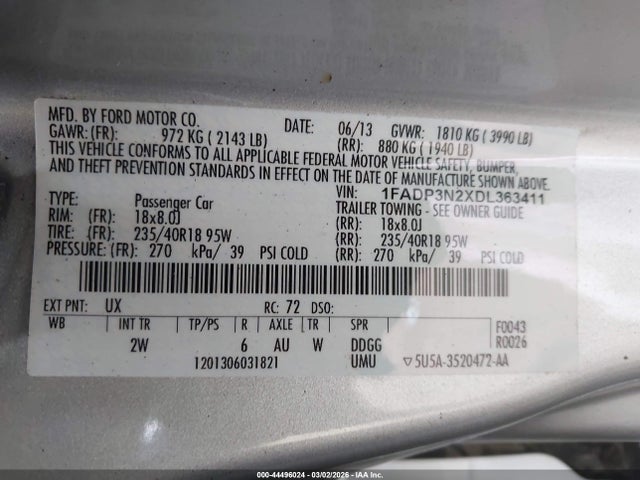 MFD. BY FORD MOTOR CO. DATE: 06/13 GVWR: 1810 KG ( 3990 LB)
GAWR: (FR): 972 KG ( 2143 LB) (RR): 880 KG ( 1940 LB)
THIS VEHICLE CONFORMS TO ALL APPLICABLE FEDERAL MOTOR VEHICLE SAFETY, BUMPER,
AND THEFT PREVENTION STANDARDS IN EFFECT ON THE DATE OF MANUFACTURE SHOWN ABOVE.
VIN: 1FADP3N2XDL363411
TYPE: Passenger Car TRAILER TOWING - SEE OWNER GUIDE
RIM: (FR): 18x8.0J (RR): 18x8.0J
TIRE: (FR): 235/40R18 95W (RR): 235/40R18 95W
PRESSURE: (FR): 270 kPa/ 39 PSI COLD (RR): 270 kPa/ 39 PSI COLD
EXT PNT: UX RC: 72 DSO:
WB INT TR TP/PS R AXLE TR SPR F0043
2W 6 AU W DDGG R0026
1201306031821 UMU ▽5U5A-3520472-AA
000-44496024 | 03/02/2026 - IAA Corp.